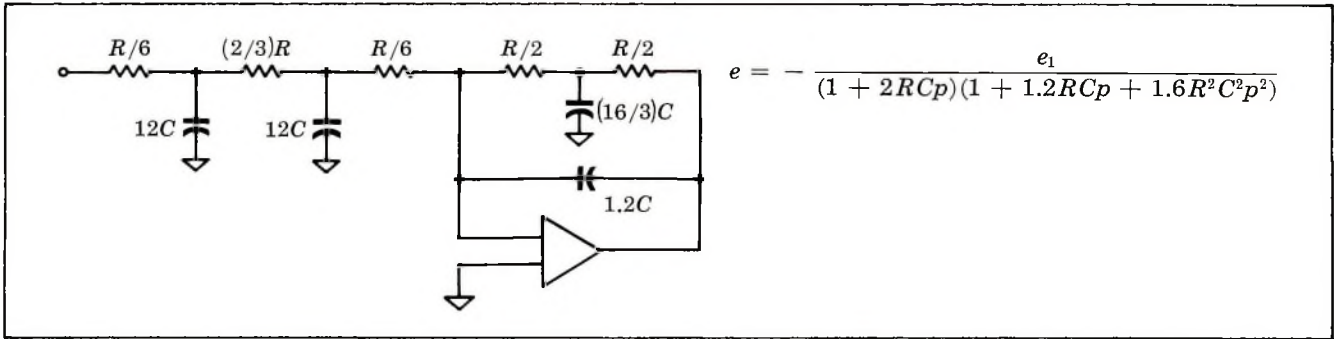 R/6 (2/3)R R/6 R/2 R/2
12C 12C (16/3)C
1.2C
e = - e₁ / (1 + 2RCp)(1 + 1.2RCp + 1.6R²C²p²)